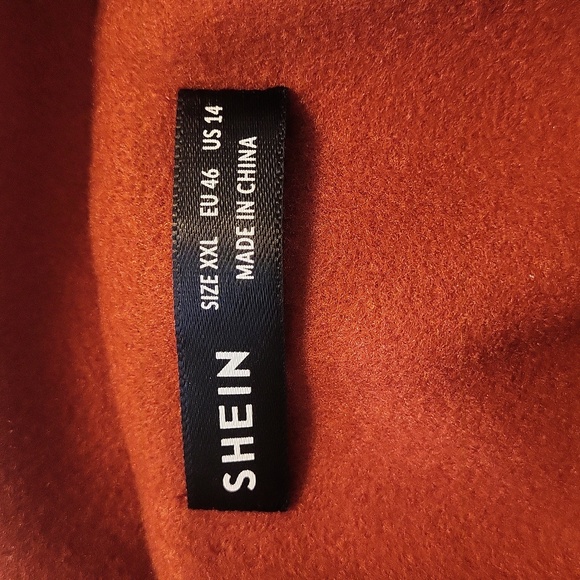 SHEIN
SIZE XXL EU 46 US 14
MADE IN CHINA